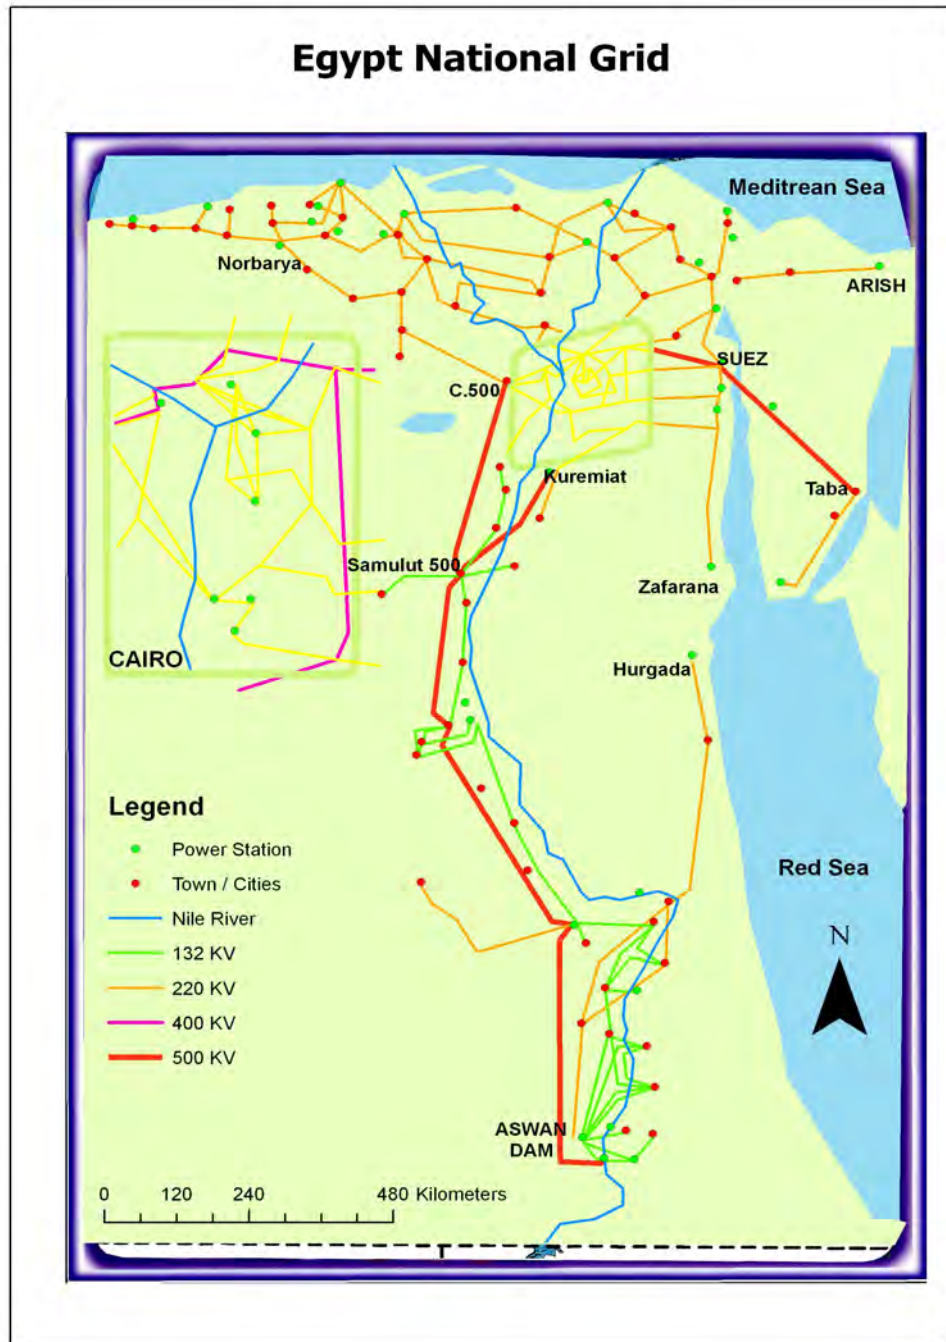 Egypt National Grid
Meditrean Sea
Norbarya
ARISH
SUEZ
C.500
Kuremiat
Taba
Samulut 500
Zafarana
CAIRO
Hurgada
Legend
Power Station
Town / Cities
Nile River
132 KV
220 KV
400 KV
500 KV
Red Sea
N
ASWAN
DAM
0 120 240 480 Kilometers